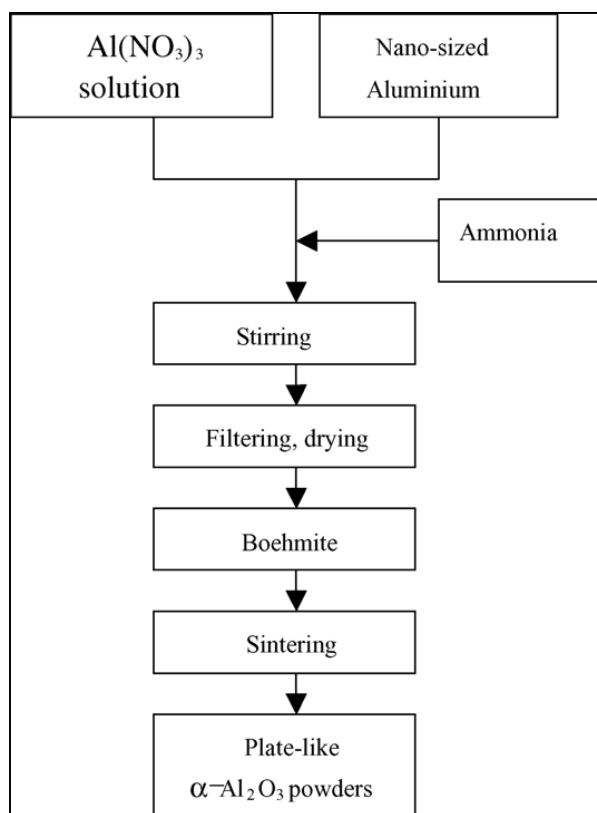 Al(NO₃)₃
solution
Nano-sized
Aluminium
Ammonia
Stirring
Filtering, drying
Boehmite
Sintering
Plate-like
α-Al₂O₃ powders